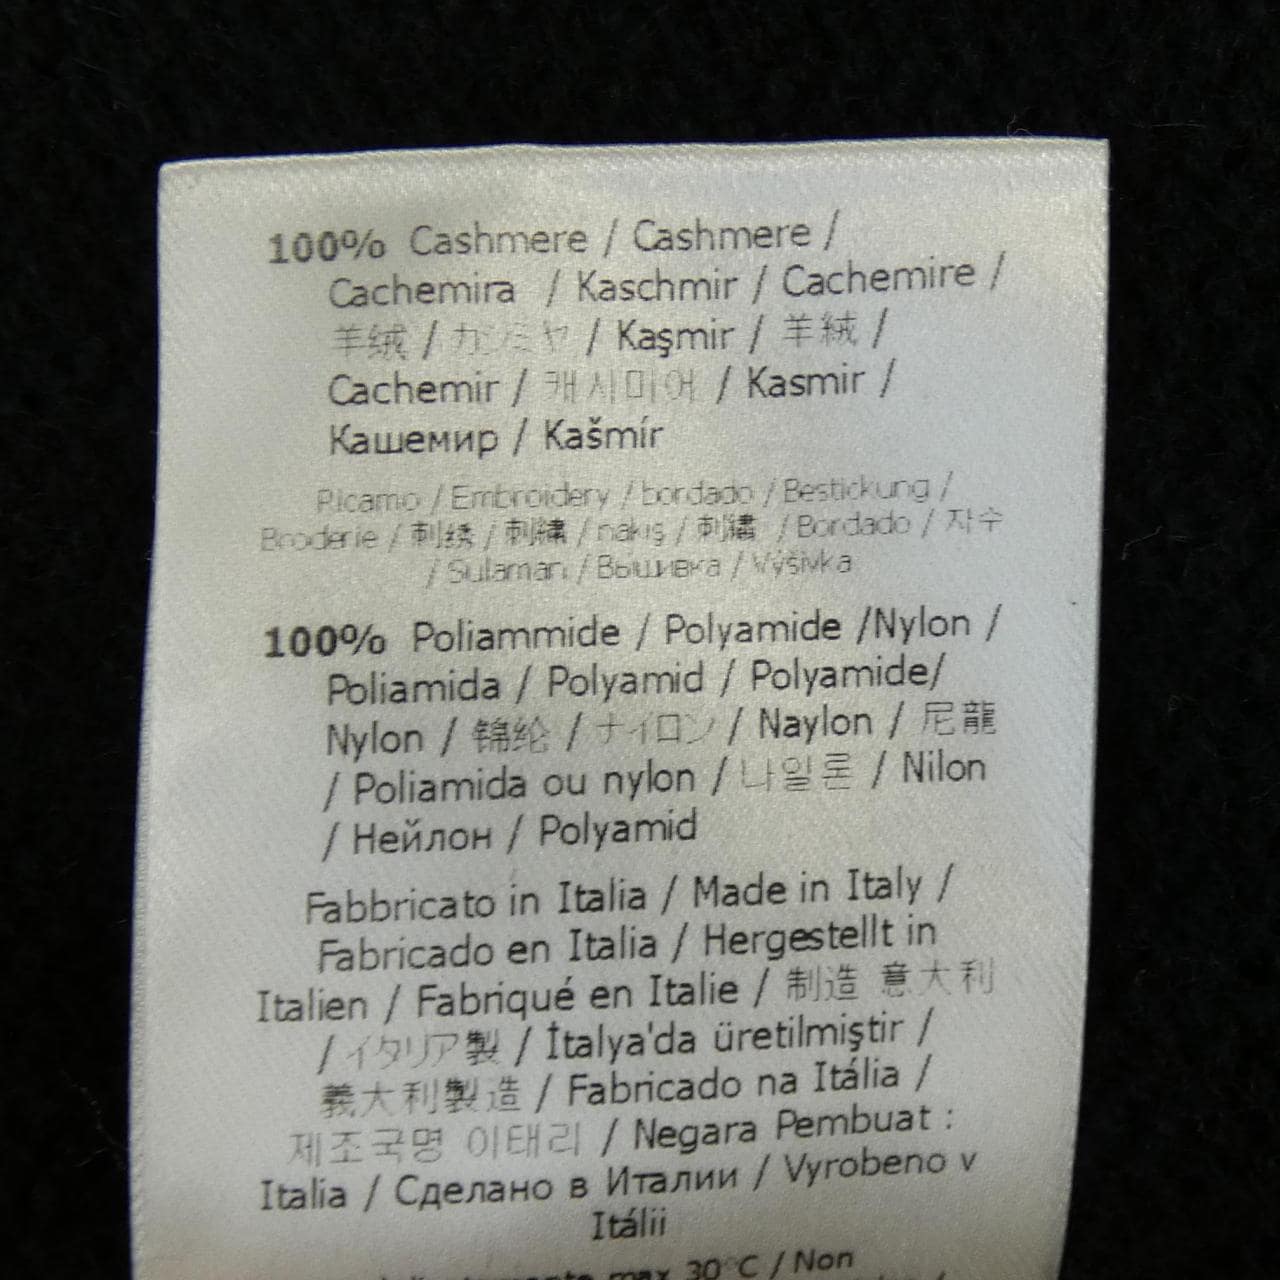 100% Cashmere / Cashmere /
Cachemira / Kaschmir / Cachemire /
羊绒 / カシミヤ / Kaşmir / 羊絨 /
Cachemir / 캐시미어 / Kasmir /
Кашемир / Kašmír
Ricamo / Embroidery / bordado / Bestickung /
Broderie / 刺绣 / 刺繍 / nakış / 刺繡 / Bordado / 자수
/ Sulaman / Вышивка / Výšivka
100% Poliammide / Polyamide /Nylon /
Poliamida / Polyamid / Polyamide/
Nylon / 锦纶 / ナイロン / Naylon / 尼龍
/ Poliamida ou nylon / 나일론 / Nilon
/ Нейлон / Polyamid
Fabbricato in Italia / Made in Italy /
Fabricado en Italia / Hergestellt in
Italien / Fabriqué en Italie / 制造 意大利
/ イタリア製 / İtalya'da üretilmiştir /
義大利製造 / Fabricado na Itália /
제조국명 이태리 / Negara Pembuat :
Italia / Сделано в Италии / Vyrobeno v
Itálii
max 30°C / Non